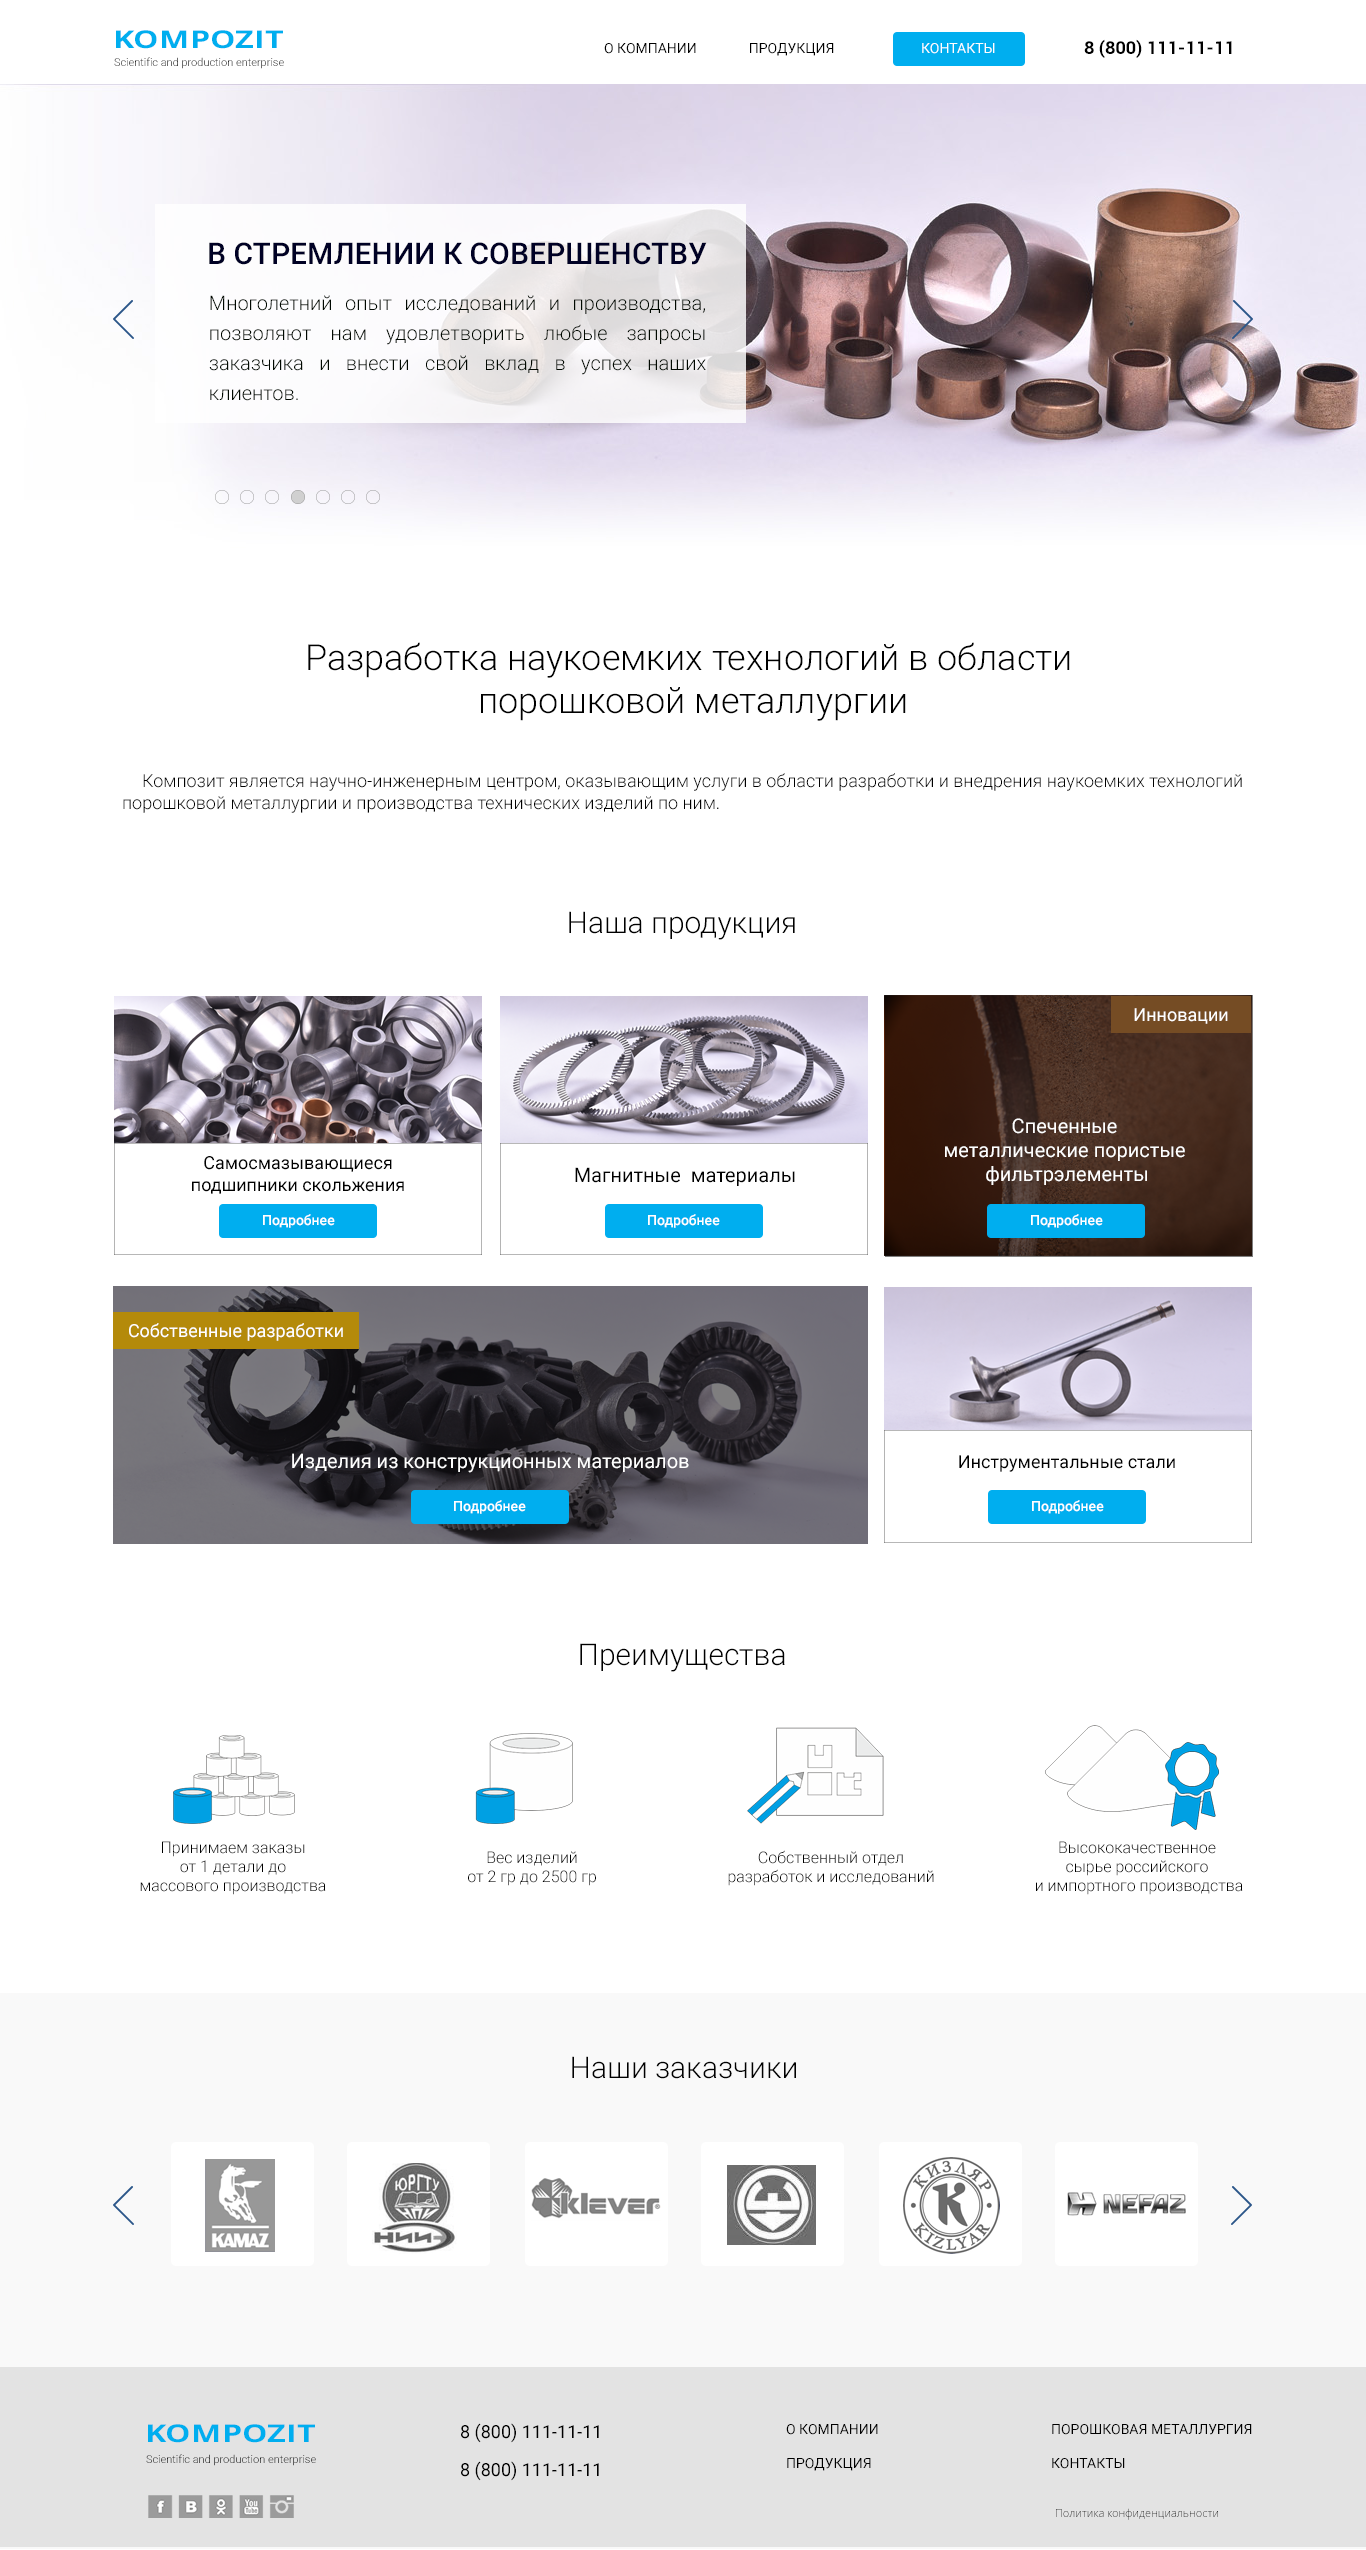 KOMPOZIT
Scientific and production enterprise
О КОМПАНИИ
ПРОДУКЦИЯ
КОНТАКТЫ
8 (800) 111-11-11
В СТРЕМЛЕНИИ К СОВЕРШЕНСТВУ
Многолетний опыт исследований и производства,
позволяют нам удовлетворить любые запросы
заказчика и внести свой вклад в успех наших
клиентов.
Разработка наукоемких технологий в области
порошковой металлургии
Композит является научно-инженерным центром, оказывающим услуги в области разработки и внедрения наукоемких технологий
порошковой металлургии и производства технических изделий по ним.
Наша продукция
Самосмазывающиеся
подшипники скольжения
Подробнее
Магнитные материалы
Подробнее
Инновации
Спеченные
металлические пористые
фильтрэлементы
Подробнее
Собственные разработки
Изделия из конструкционных материалов
Подробнее
Инструментальные стали
Подробнее
Преимущества
Принимаем заказы
от 1 детали до
массового производства
Вес изделий
от 2 гр до 2500 гр
Собственный отдел
разработок и исследований
Высококачественное
сырье российского
и импортного производства
Наши заказчики
KAMAZ
ЮРГТУ
НИИ-Э
klever
КИЗЛЯР
К
KIZLYAR
NEFAZ
KOMPOZIT
Scientific and production enterprise
8 (800) 111-11-11
8 (800) 111-11-11
О КОМПАНИИ
ПРОДУКЦИЯ
ПОРОШКОВАЯ МЕТАЛЛУРГИЯ
КОНТАКТЫ
Политика конфиденциальности
f
B
You
Tube